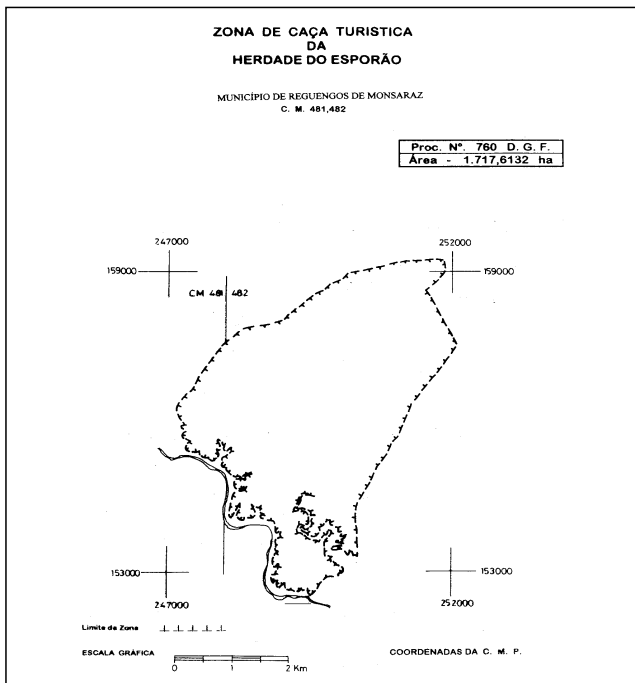 ZONA DE CAÇA TURISTICA
DA
HERDADE DO ESPORÃO
MUNICÍPIO DE REGUENGOS DE MONSARAZ
C. M. 481,482
Proc. Nº. 760 D. G. F.
Área - 1.717,6132 ha
247000
252000
159000
159000
CM 481 482
153000
153000
247000
252000
Limite da Zona
ESCALA GRÁFICA
0 1 2 Km
COORDENADAS DA C. M. P.